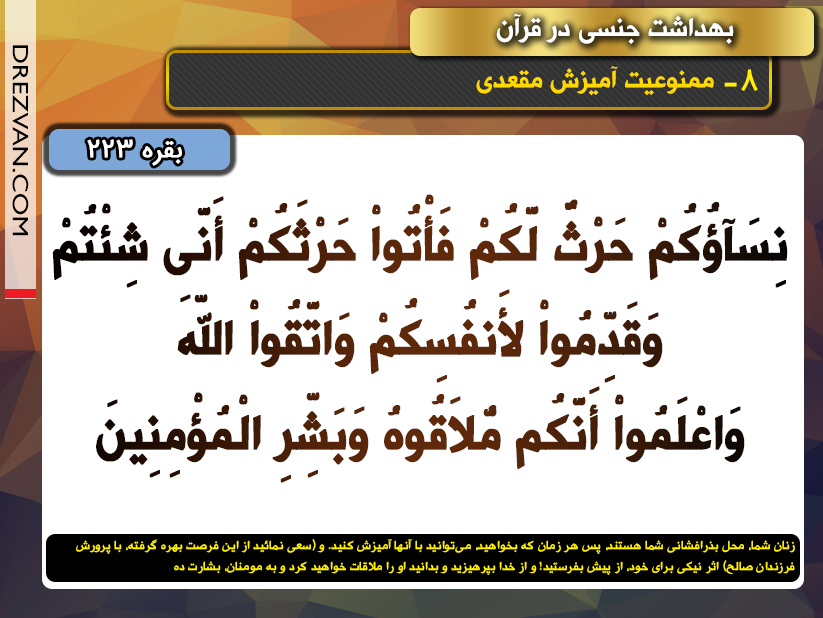 بهداشت جنسی در قرآن
۸- ممنوعیت آمیزش مقعدی
بقره ۲۲۳
DREZVAN.COM
نِسَآؤُكُمْ حَرْثٌ لَّكُمْ فَأْتُواْ حَرْثَكُمْ أَنَّى شِئْتُمْ
وَقَدِّمُواْ لأَنفُسِكُمْ وَاتَّقُواْ اللّهَ
وَاعْلَمُواْ أَنَّكُم مُّلاَقُوهُ وَبَشِّرِ الْمُؤْمِنِينَ
زنان شما، محل بذرافشانی شما هستند، پس هر زمان که بخواهید، می‌توانید با آنها آمیزش کنید. و (سعی نمائید از این فرصت بهره گرفته، با پرورش
فرزندان صالح) اثر نیکی برای خود، از پیش بفرستید! و از خدا بپرهیزید و بدانید او را ملاقات خواهید کرد و به مومنان، بشارت ده